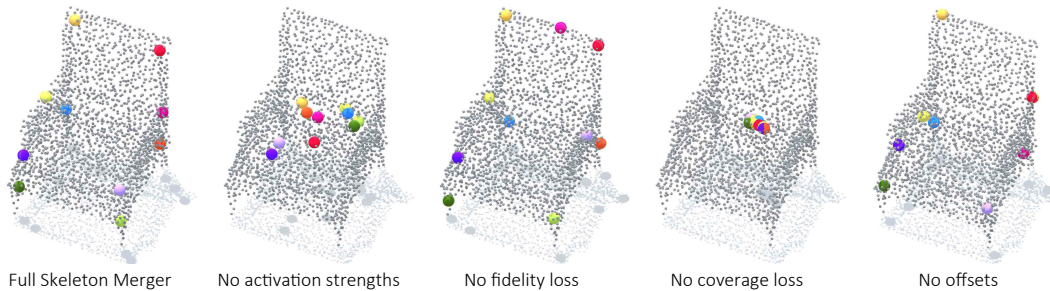 Full Skeleton Merger
No activation strengths
No fidelity loss
No coverage loss
No offsets